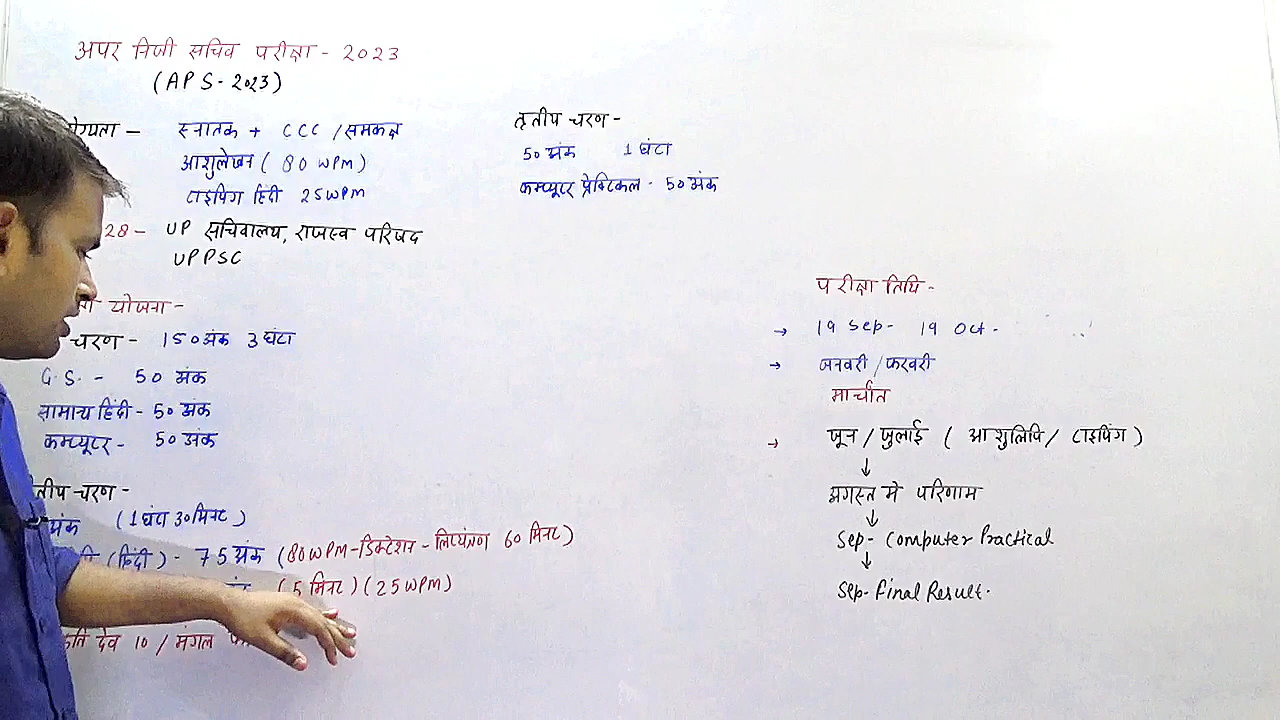 अपर निजी सचिव परीक्षा - 2023
(APS - 2023)
स्नातक + CCC / समकक्ष
आशुलेखन ( 80 WPM )
टाइपिंग हिंदी 25 WPM
28 - UP सचिवालय, राजस्व परिषद
UPPSC
योजना -
चरण - 150 अंक 3 घंटा
G.S. - 50 अंक
सामान्य हिंदी - 50 अंक
कम्प्यूटर - 50 अंक
चरण -
अंक (1 घंटा 30 मिनट)
(हिंदी) - 75 अंक (80 WPM - डिक्टेशन - लिप्यंत्रण 60 मिनट)
(5 मिनट) (25 WPM)
देव 10 / मंगल
तृतीय चरण -
50 अंक 1 घंटा
कम्प्यूटर प्रेक्टिकल - 50 अंक
परीक्षा तिथि -
→ 19 Sep - 19 Oct -
→ जनवरी / फरवरी
मार्च
→ जून / जुलाई ( आशुलिपि / टाइपिंग )
↓
अगस्त मे परिणाम
↓
Sep - Computer Practical
↓
Sep - Final Result.